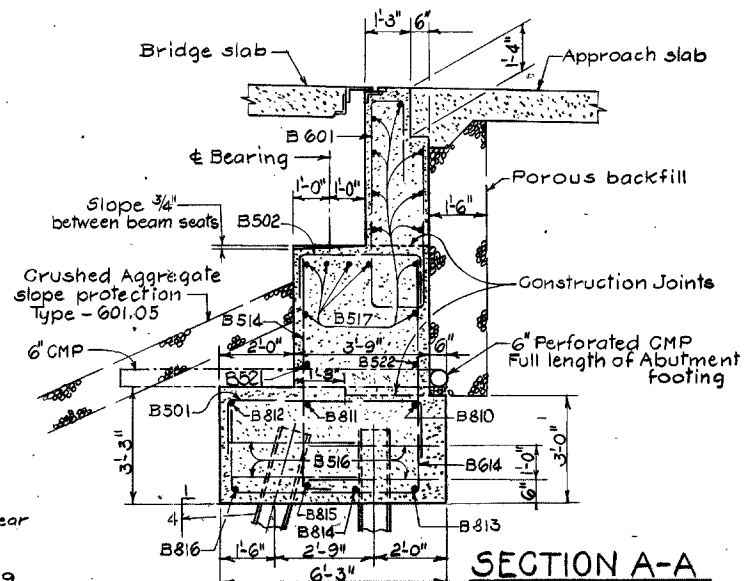 1'-3" 6"
1'-4"
Bridge slab
Approach slab
B 601
℄ Bearing
1'-0" 1'-0"
Porous backfill
1'-6"
Slope 3/4"
between beam seats
B502
Crushed Aggregate
slope protection
Type - 601.05
Construction Joints
B517
B514
6" CMP
2'-0" 3'-9" 6"
B522
6" Perforated CMP
Full length of Abutment
footing
B521
1'-8"
B501
B812
B811
B810
3'-3"
3'-0"
B516
1'-0"
6"
B614
1
4
ear
B815
B814
B813
B816
1'-6" 2'-9" 2'-0"
6'-3"
SECTION A-A